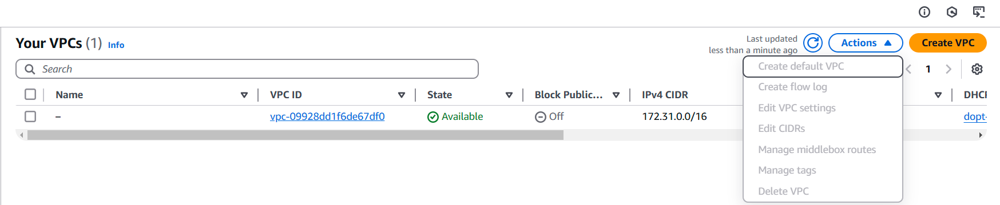 Your VPCs (1) Info
Last updated
less than a minute ago
Actions
Create VPC
Search
1
Name VPC ID State Block Public... IPv4 CIDR DHCP
– vpc-09928dd1f6de67df0 Available Off 172.31.0.0/16 dopt-
Create default VPC
Create flow log
Edit VPC settings
Edit CIDRs
Manage middlebox routes
Manage tags
Delete VPC